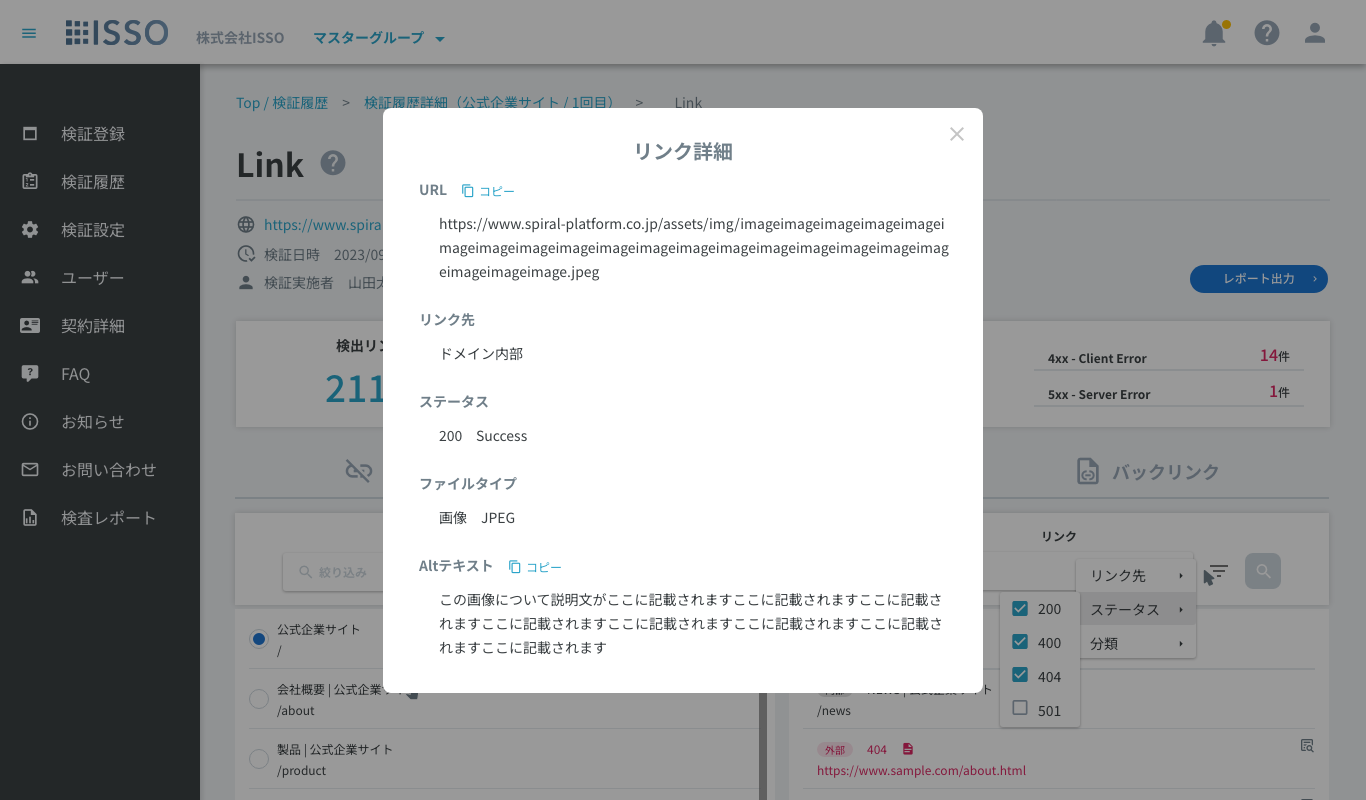 ISSO
株式会社ISSO
マスターグループ
検証登録
検証履歴
検証設定
ユーザー
契約詳細
FAQ
お知らせ
お問い合わせ
検査レポート
Top / 検証履歴 > 検証履歴詳細（公式企業サイト / 1回目） > Link
Link
https://www.spira
検証日時 2023/09
検証実施者 山田
レポート出力
検出リン
211
4xx - Client Error 14件
5xx - Server Error 1件
バックリンク
絞り込み
リンク
リンク先
ステータス
分類
200
400
404
501
公式企業サイト
/
会社概要 | 公式企業サイ
/about
製品 | 公式企業サイト
/product
NEWS | 公式企業サイト
/news
外部 404
https://www.sample.com/about.html
リンク詳細
URL コピー
https://www.spiral-platform.co.jp/assets/img/imageimageimageimageimagei
mageimageimageimageimageimageimageimageimageimageimageimageimag
eimageimageimage.jpeg
リンク先
ドメイン内部
ステータス
200 Success
ファイルタイプ
画像 JPEG
Altテキスト コピー
この画像について説明文がここに記載されますここに記載されますここに記載さ
れますここに記載されますここに記載されますここに記載されますここに記載さ
れますここに記載されます